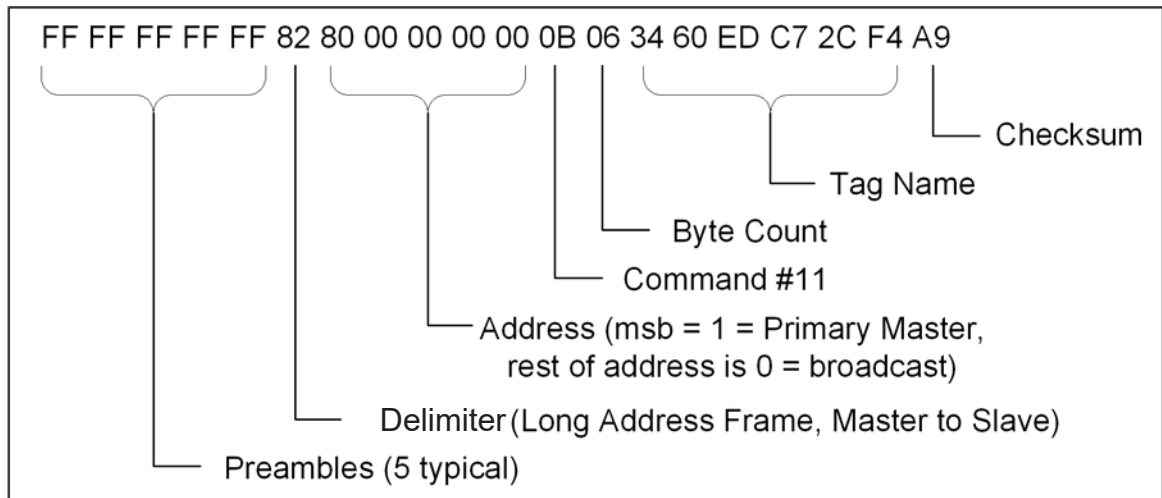 FF FF FF FF FF 82 80 00 00 00 00 0B 06 34 60 ED C7 2C F4 A9
Checksum
Tag Name
Byte Count
Command #11
Address (msb = 1 = Primary Master,
rest of address is 0 = broadcast)
Delimiter (Long Address Frame, Master to Slave)
Preambles (5 typical)